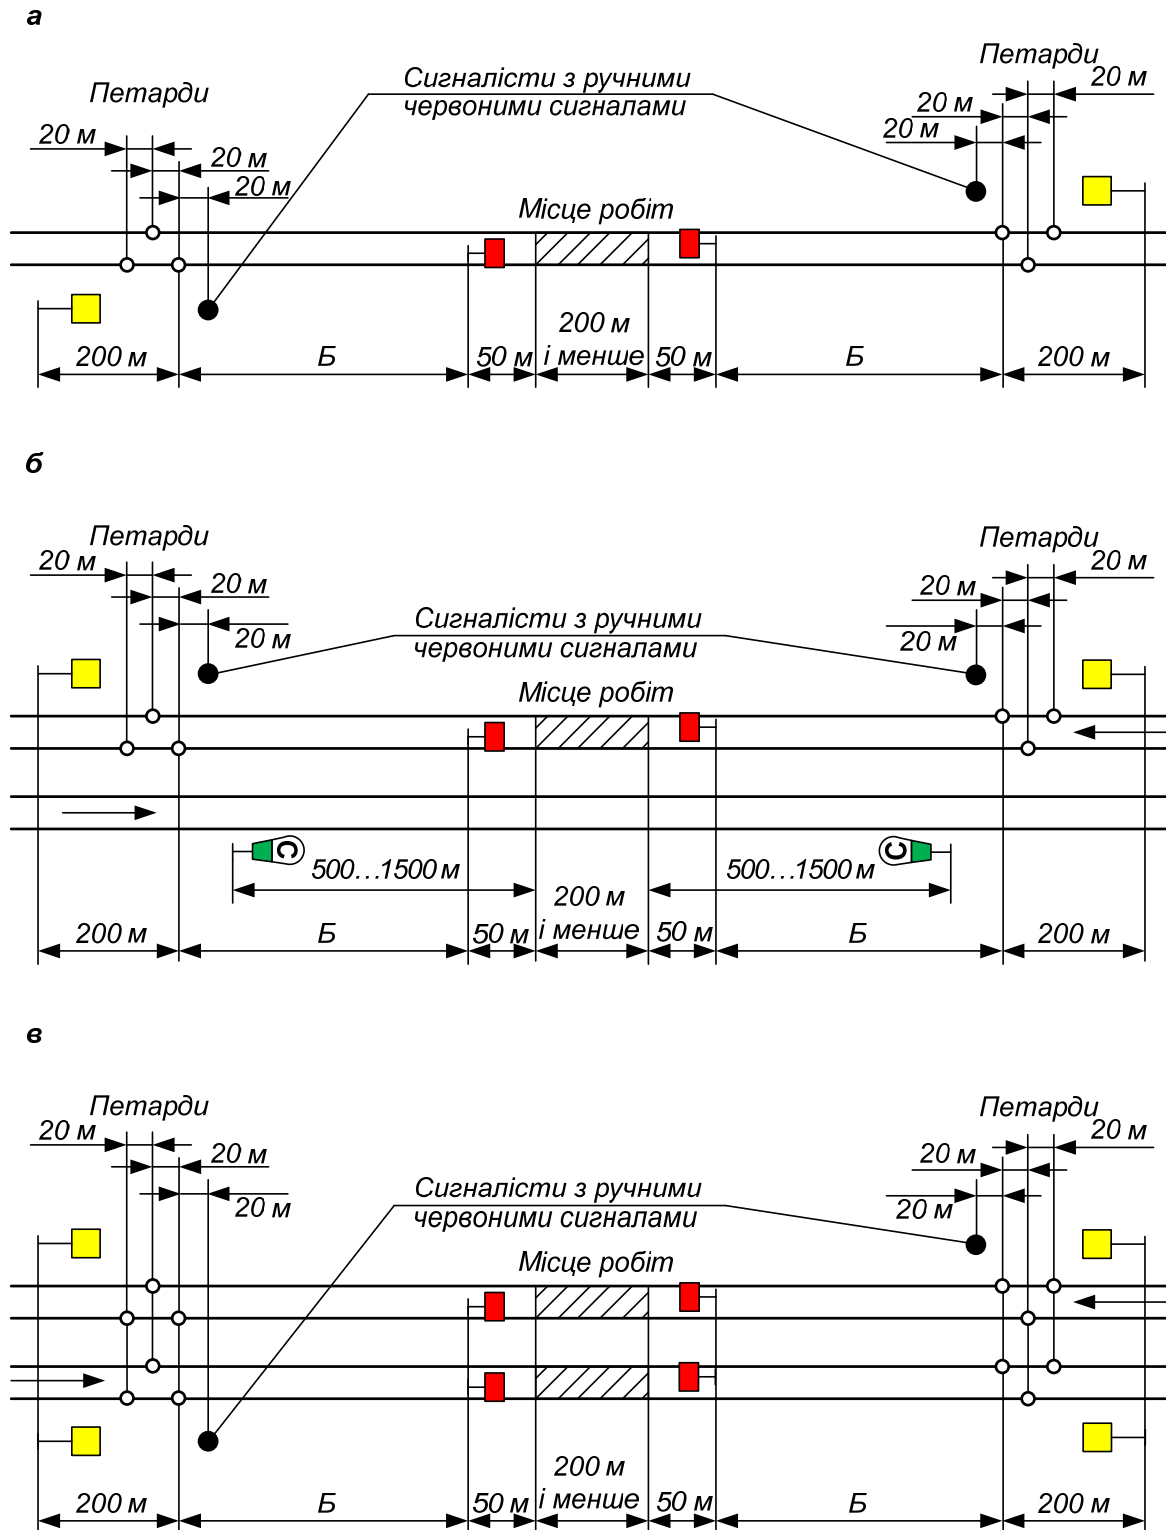 а
Петарди
Петарди
Сигналісти з ручними
червоними сигналами
20 м
20 м
20 м
20 м
20 м
20 м
Місце робіт
200 м
і менше
200 м
Б
50 м
50 м
Б
200 м
б
Петарди
Петарди
20 м
20 м
20 м
20 м
20 м
20 м
Сигналісти з ручними
червоними сигналами
Місце робіт
С
С
500...1500 м
500...1500 м
200 м
і менше
200 м
Б
50 м
50 м
Б
200 м
в
Петарди
Петарди
20 м
20 м
20 м
20 м
20 м
20 м
Сигналісти з ручними
червоними сигналами
Місце робіт
200 м
і менше
200 м
Б
50 м
50 м
Б
200 м